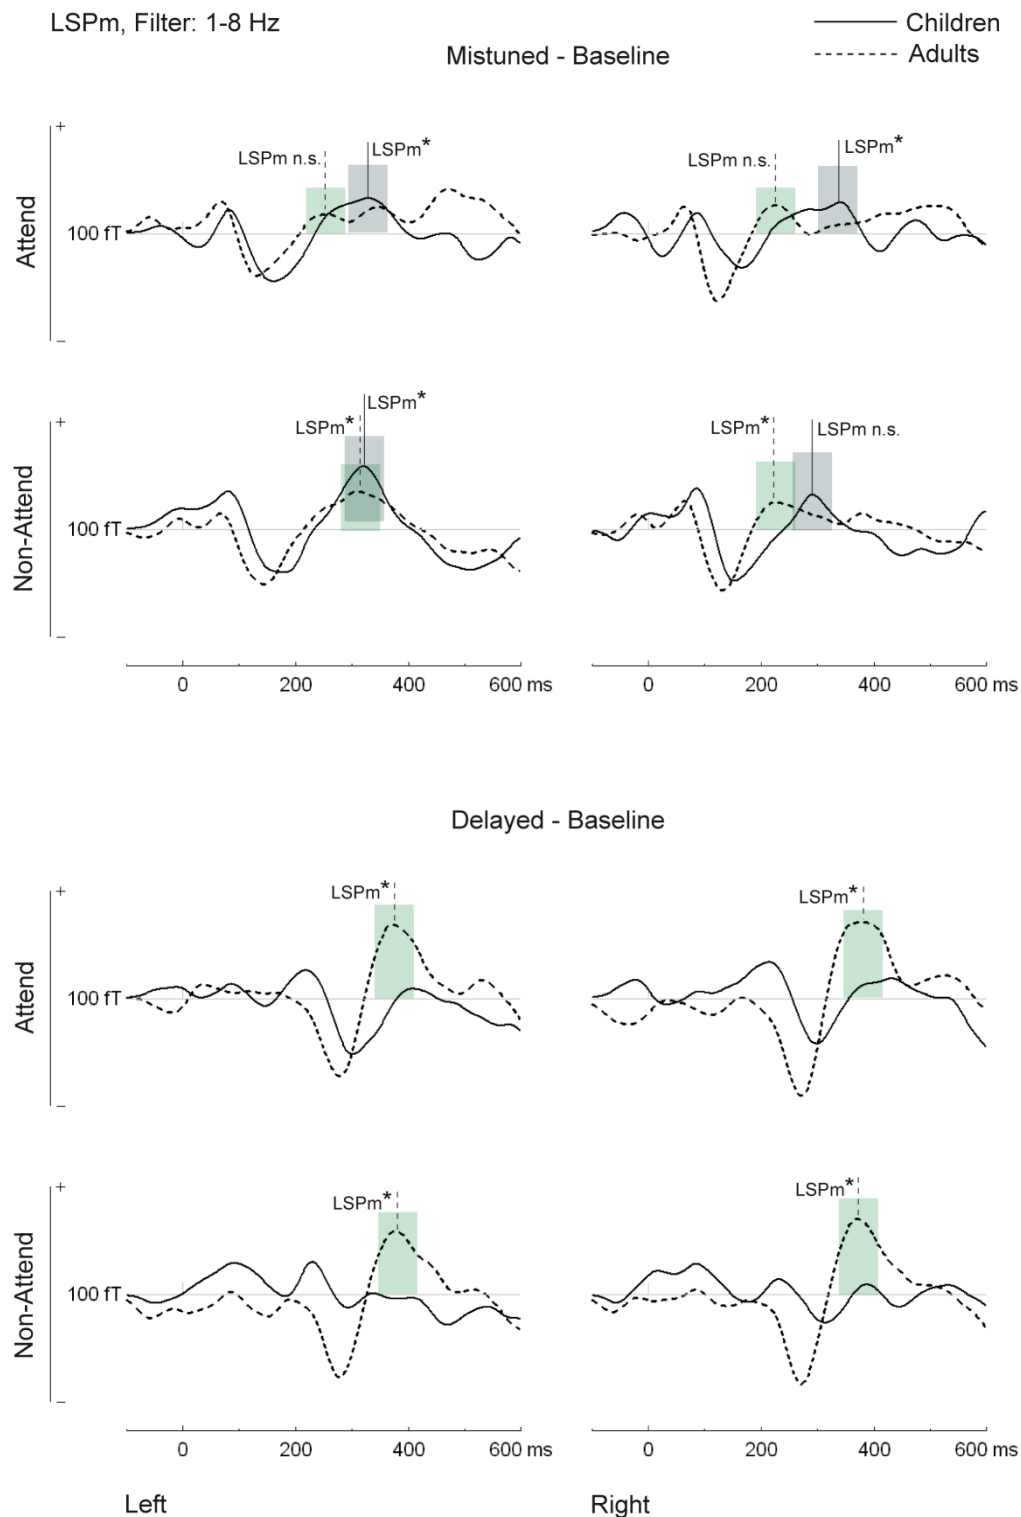 LSPm, Filter: 1-8 Hz
Children
Adults
Mistuned - Baseline
Attend
+
100 fT
–
LSPm n.s.
LSPm*
LSPm n.s.
LSPm*
Non-Attend
+
100 fT
–
LSPm*
LSPm*
LSPm*
LSPm n.s.
0 200 400 600 ms
0 200 400 600 ms
Delayed - Baseline
Attend
+
100 fT
–
LSPm*
LSPm*
Non-Attend
+
100 fT
–
LSPm*
LSPm*
0 200 400 600 ms
0 200 400 600 ms
Left
Right